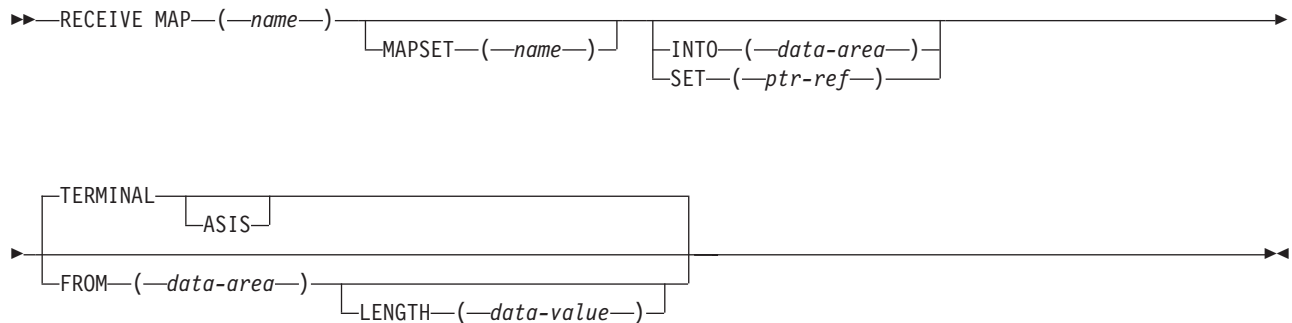 RECEIVE MAP ( name )
MAPSET ( name )
INTO ( data-area )
SET ( ptr-ref )
TERMINAL
ASIS
FROM ( data-area )
LENGTH ( data-value )